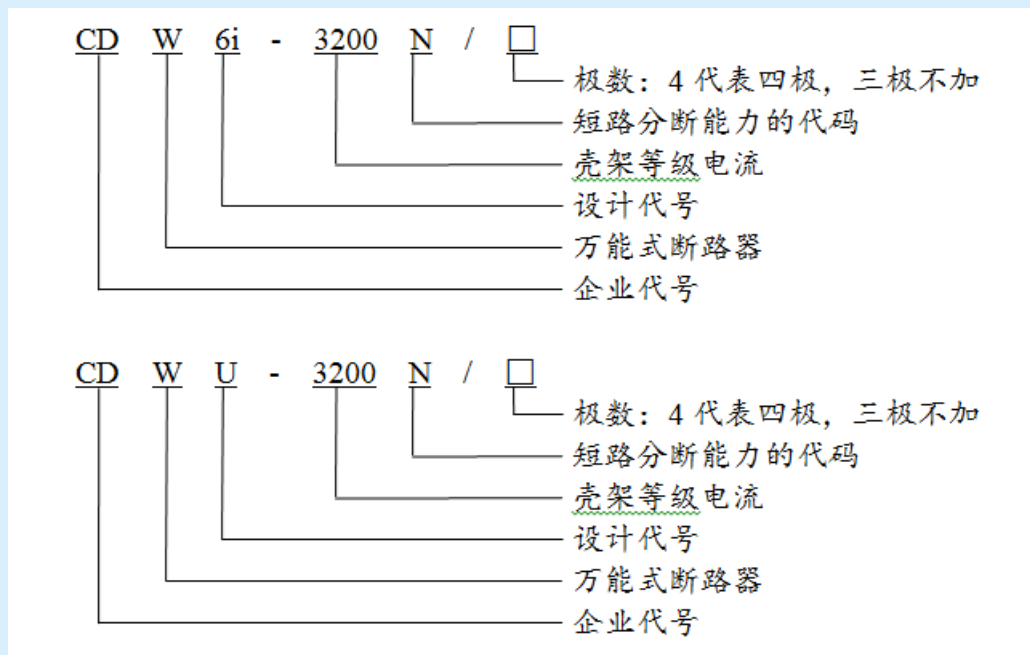 CD W 6i - 3200 N / □
极数：4 代表四极，三极不加
短路分断能力的代码
壳架等级电流
设计代号
万能式断路器
企业代号
CD W U - 3200 N / □
极数：4 代表四极，三极不加
短路分断能力的代码
壳架等级电流
设计代号
万能式断路器
企业代号